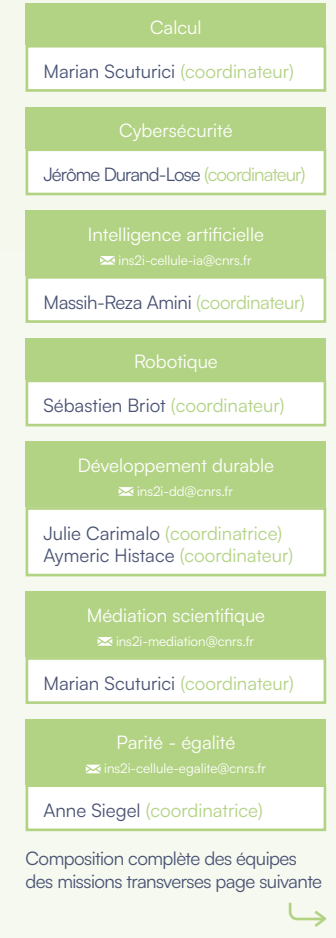 Calcul
Marian Scuturici (coordinateur)
Cybersécurité
Jérôme Durand-Lose (coordinateur)
Intelligence artificielle
ins2i-cellule-ia@cnrs.fr
Massih-Reza Amini (coordinateur)
Robotique
Sébastien Briot (coordinateur)
Développement durable
ins2i-dd@cnrs.fr
Julie Carimalo (coordinatrice)
Aymeric Histace (coordinateur)
Médiation scientifique
ins2i-mediation@cnrs.fr
Marian Scuturici (coordinateur)
Parité - égalité
ins2i-cellule-egalite@cnrs.fr
Anne Siegel (coordinatrice)
Composition complète des équipes
des missions transverses page suivante